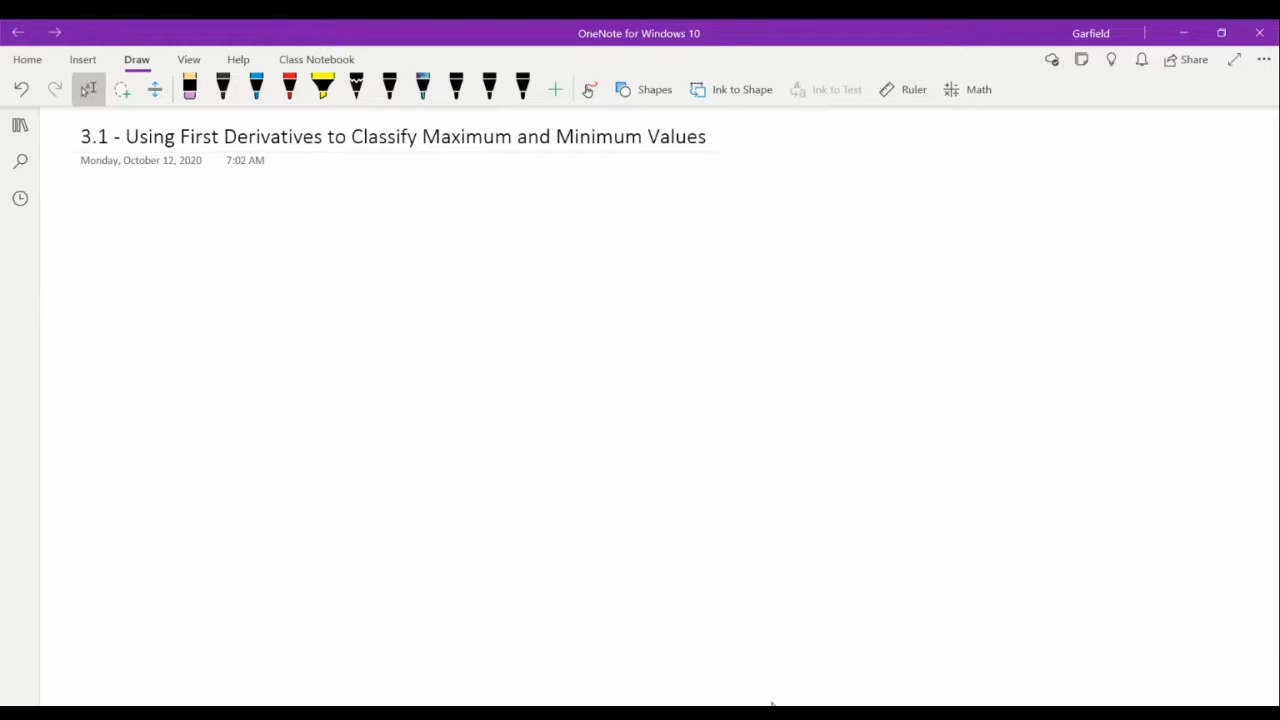 OneNote for Windows 10
Garfield
Home Insert Draw View Help Class Notebook
Share
Shapes Ink to Shape Ink to Text Ruler Math
3.1 - Using First Derivatives to Classify Maximum and Minimum Values
Monday, October 12, 2020 7:02 AM